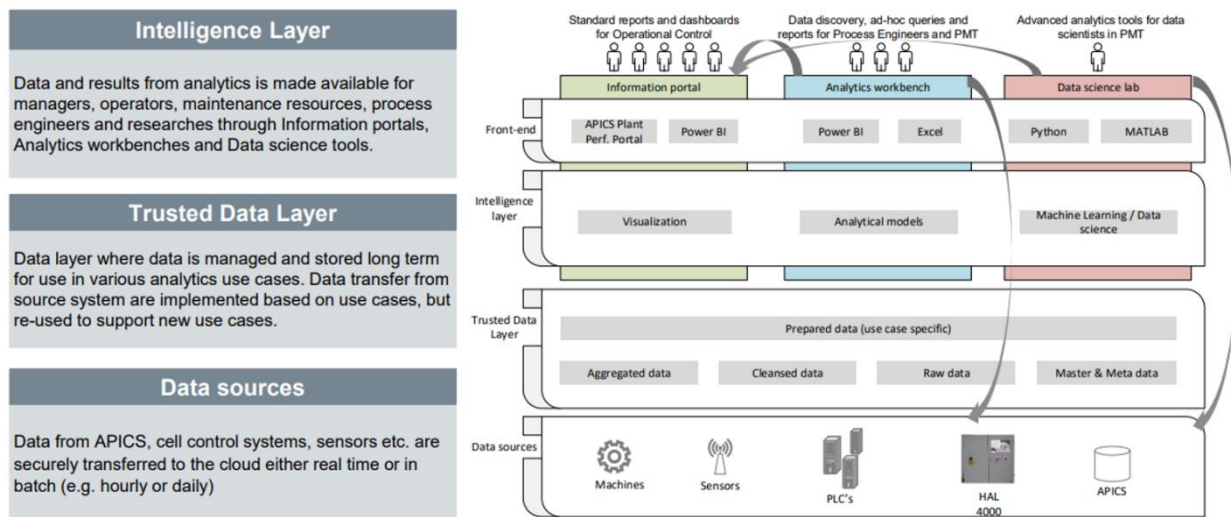 Intelligence Layer
Data and results from analytics is made available for
managers, operators, maintenance resources, process
engineers and researches through Information portals,
Analytics workbenches and Data science tools.
Trusted Data Layer
Data layer where data is managed and stored long term
for use in various analytics use cases. Data transfer from
source system are implemented based on use cases, but
re-used to support new use cases.
Data sources
Data from APICS, cell control systems, sensors etc. are
securely transferred to the cloud either real time or in
batch (e.g. hourly or daily)
Standard reports and dashboards
for Operational Control
Data discovery, ad-hoc queries and
reports for Process Engineers and PMT
Advanced analytics tools for data
scientists in PMT
Information portal
Analytics workbench
Data science lab
Front-end
APICS Plant
Perf. Portal
Power BI
Power BI
Excel
Python
MATLAB
Intelligence
layer
Visualization
Analytical models
Machine Learning / Data
science
Trusted Data
Layer
Prepared data (use case specific)
Aggregated data
Cleansed data
Raw data
Master & Meta data
Data sources
Machines
Sensors
PLC's
HAL
4000
APICS